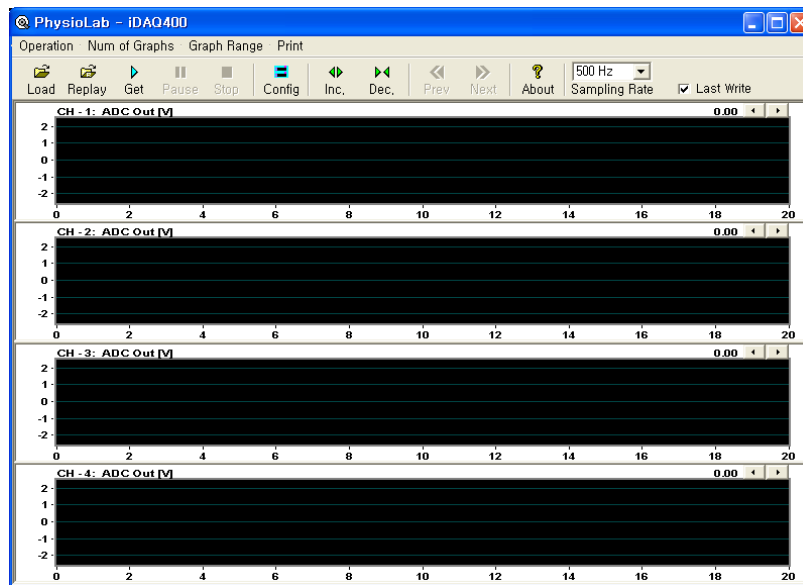 PhysioLab - iDAQ400
Operation Num of Graphs Graph Range Print
Load Replay Get Pause Stop Config Inc. Dec. Prev Next About 500 Hz Sampling Rate Last Write
CH - 1: ADC Out [V] 0.00
2
1
0
-1
-2
0 2 4 6 8 10 12 14 16 18 20
CH - 2: ADC Out [V] 0.00
2
1
0
-1
-2
0 2 4 6 8 10 12 14 16 18 20
CH - 3: ADC Out [V] 0.00
2
1
0
-1
-2
0 2 4 6 8 10 12 14 16 18 20
CH - 4: ADC Out [V] 0.00
2
1
0
-1
-2
0 2 4 6 8 10 12 14 16 18 20